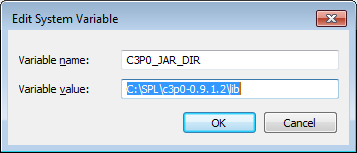 Edit System Variable
Variable name: C3P0_JAR_DIR
Variable value: C:\SPL\c3p0-0.9.1.2\lib
OK Cancel